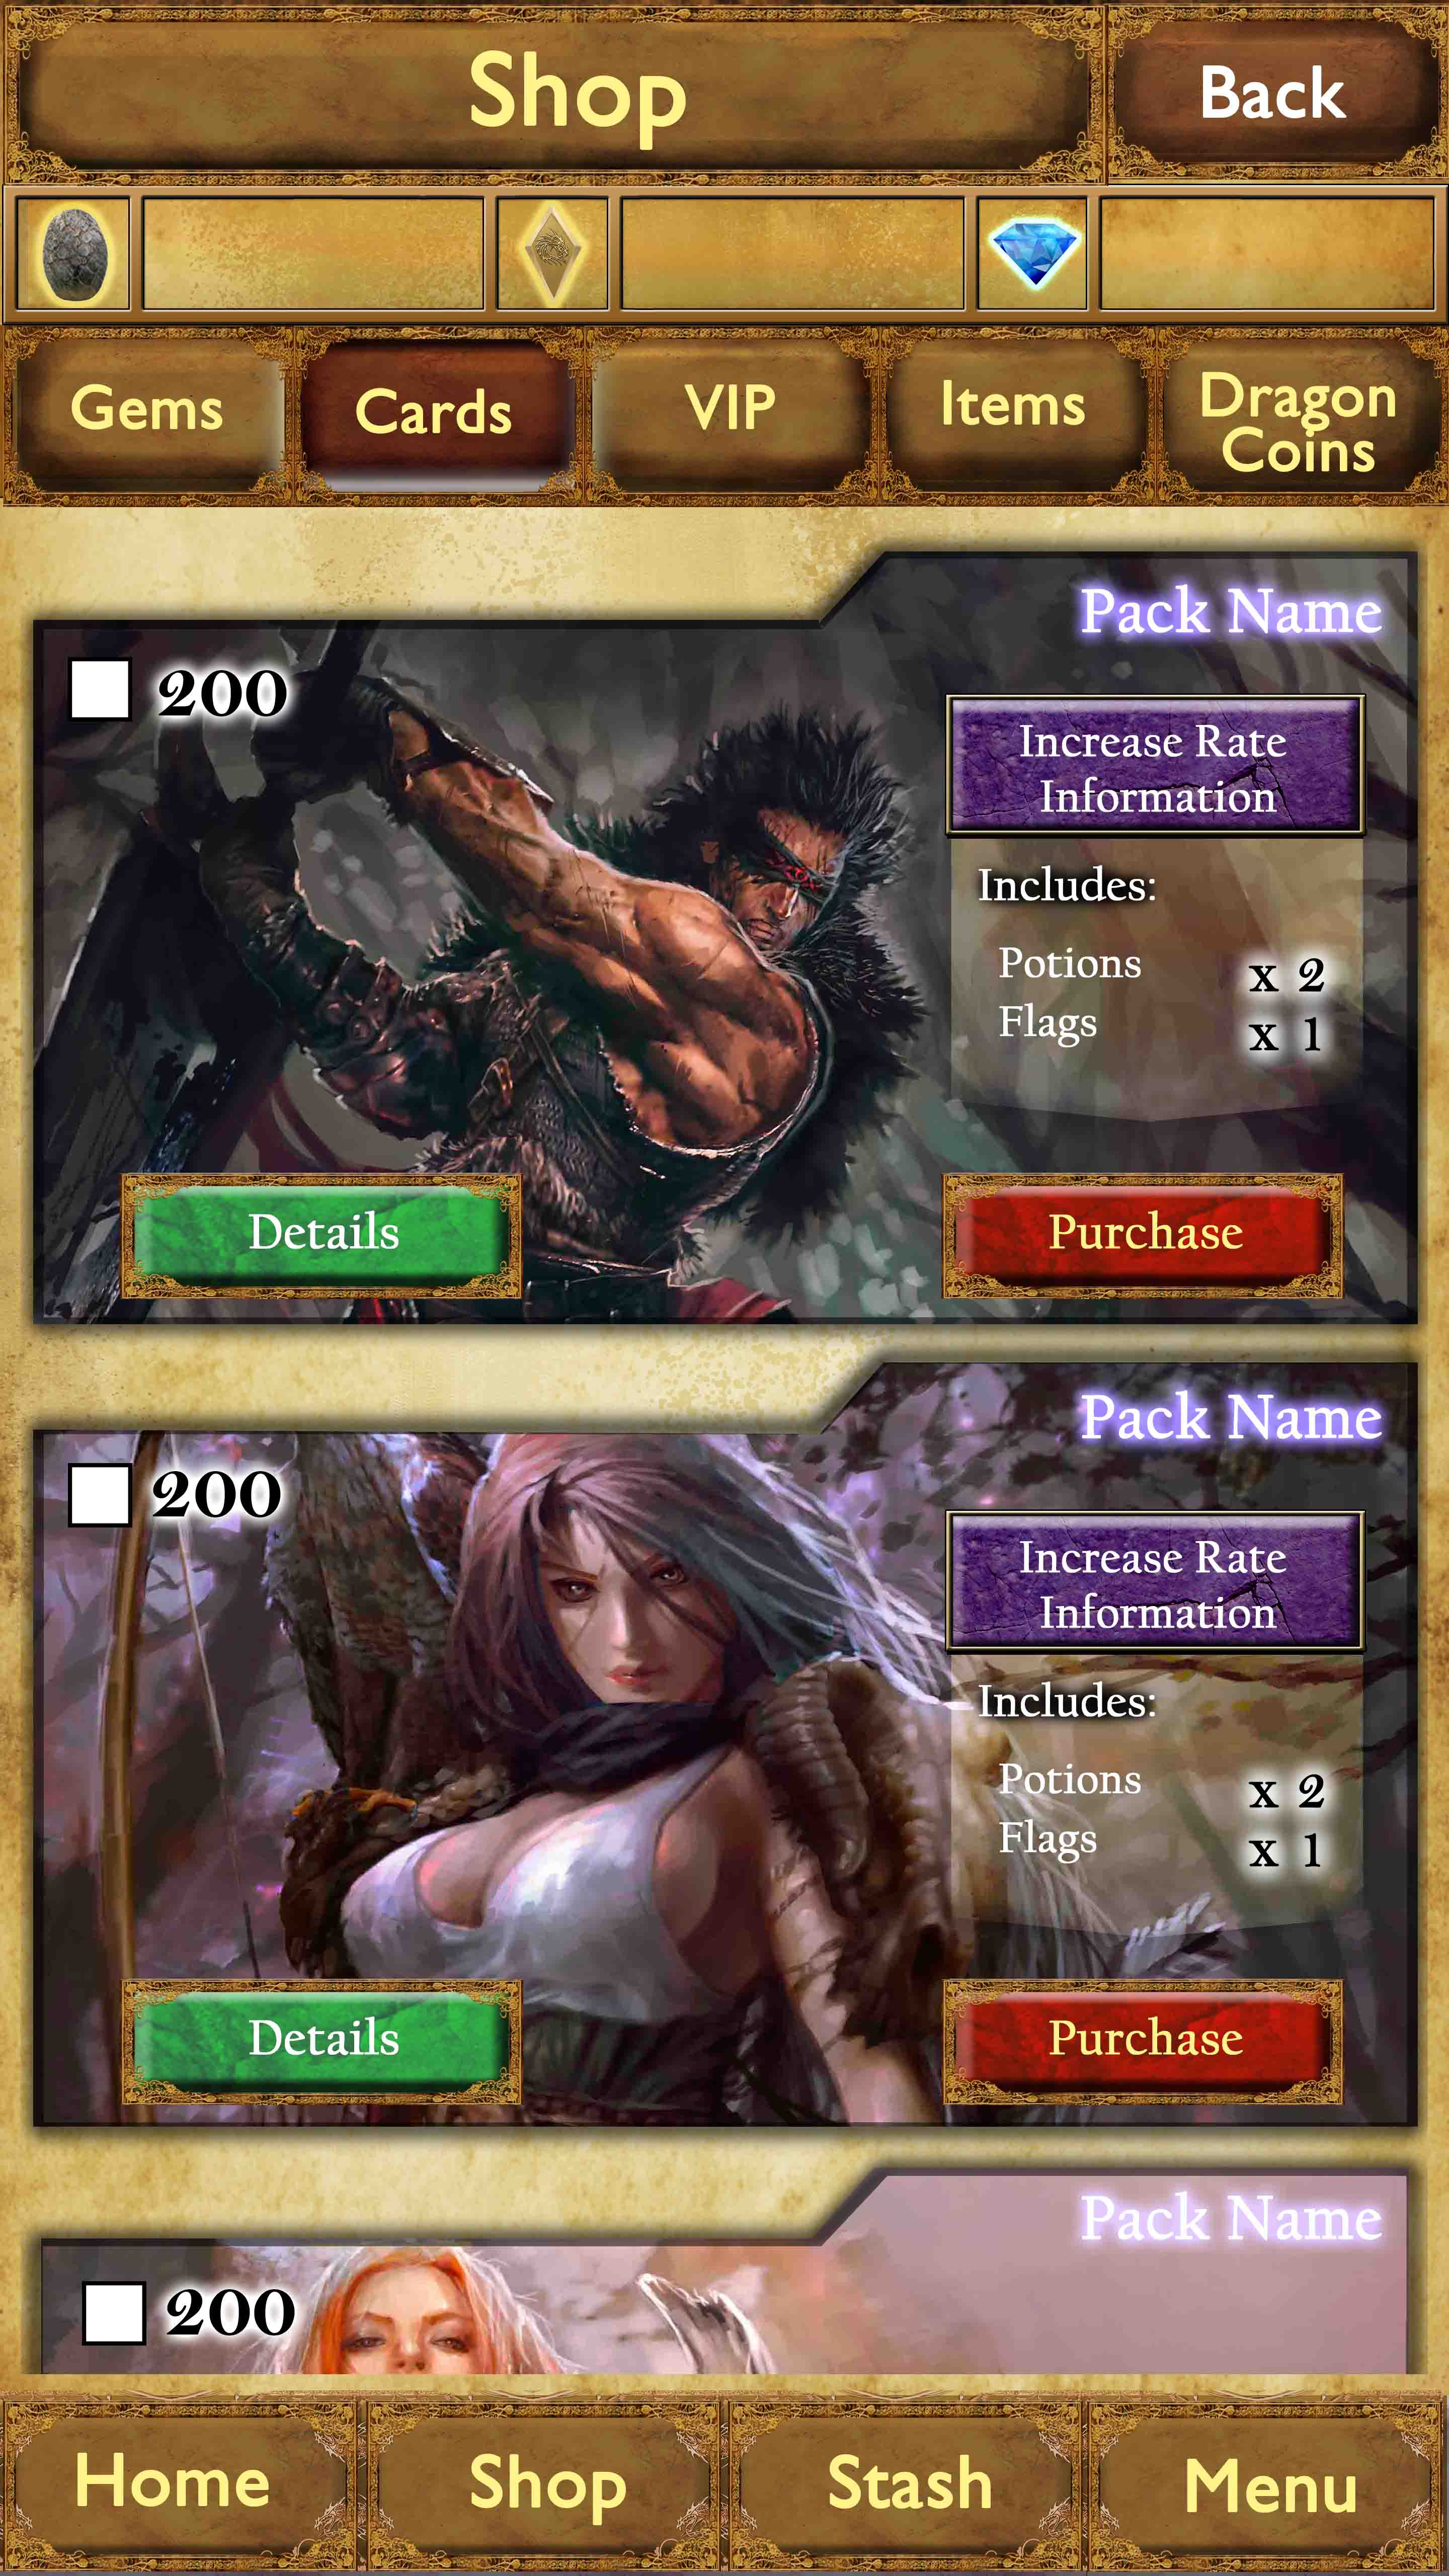 Shop
Back
Gems
Cards
VIP
Items
Dragon
Coins
Pack Name
200
Increase Rate
Information
Includes:
Potions x 2
Flags x 1
Details
Purchase
Pack Name
200
Increase Rate
Information
Includes:
Potions x 2
Flags x 1
Details
Purchase
Pack Name
200
Home
Shop
Stash
Menu